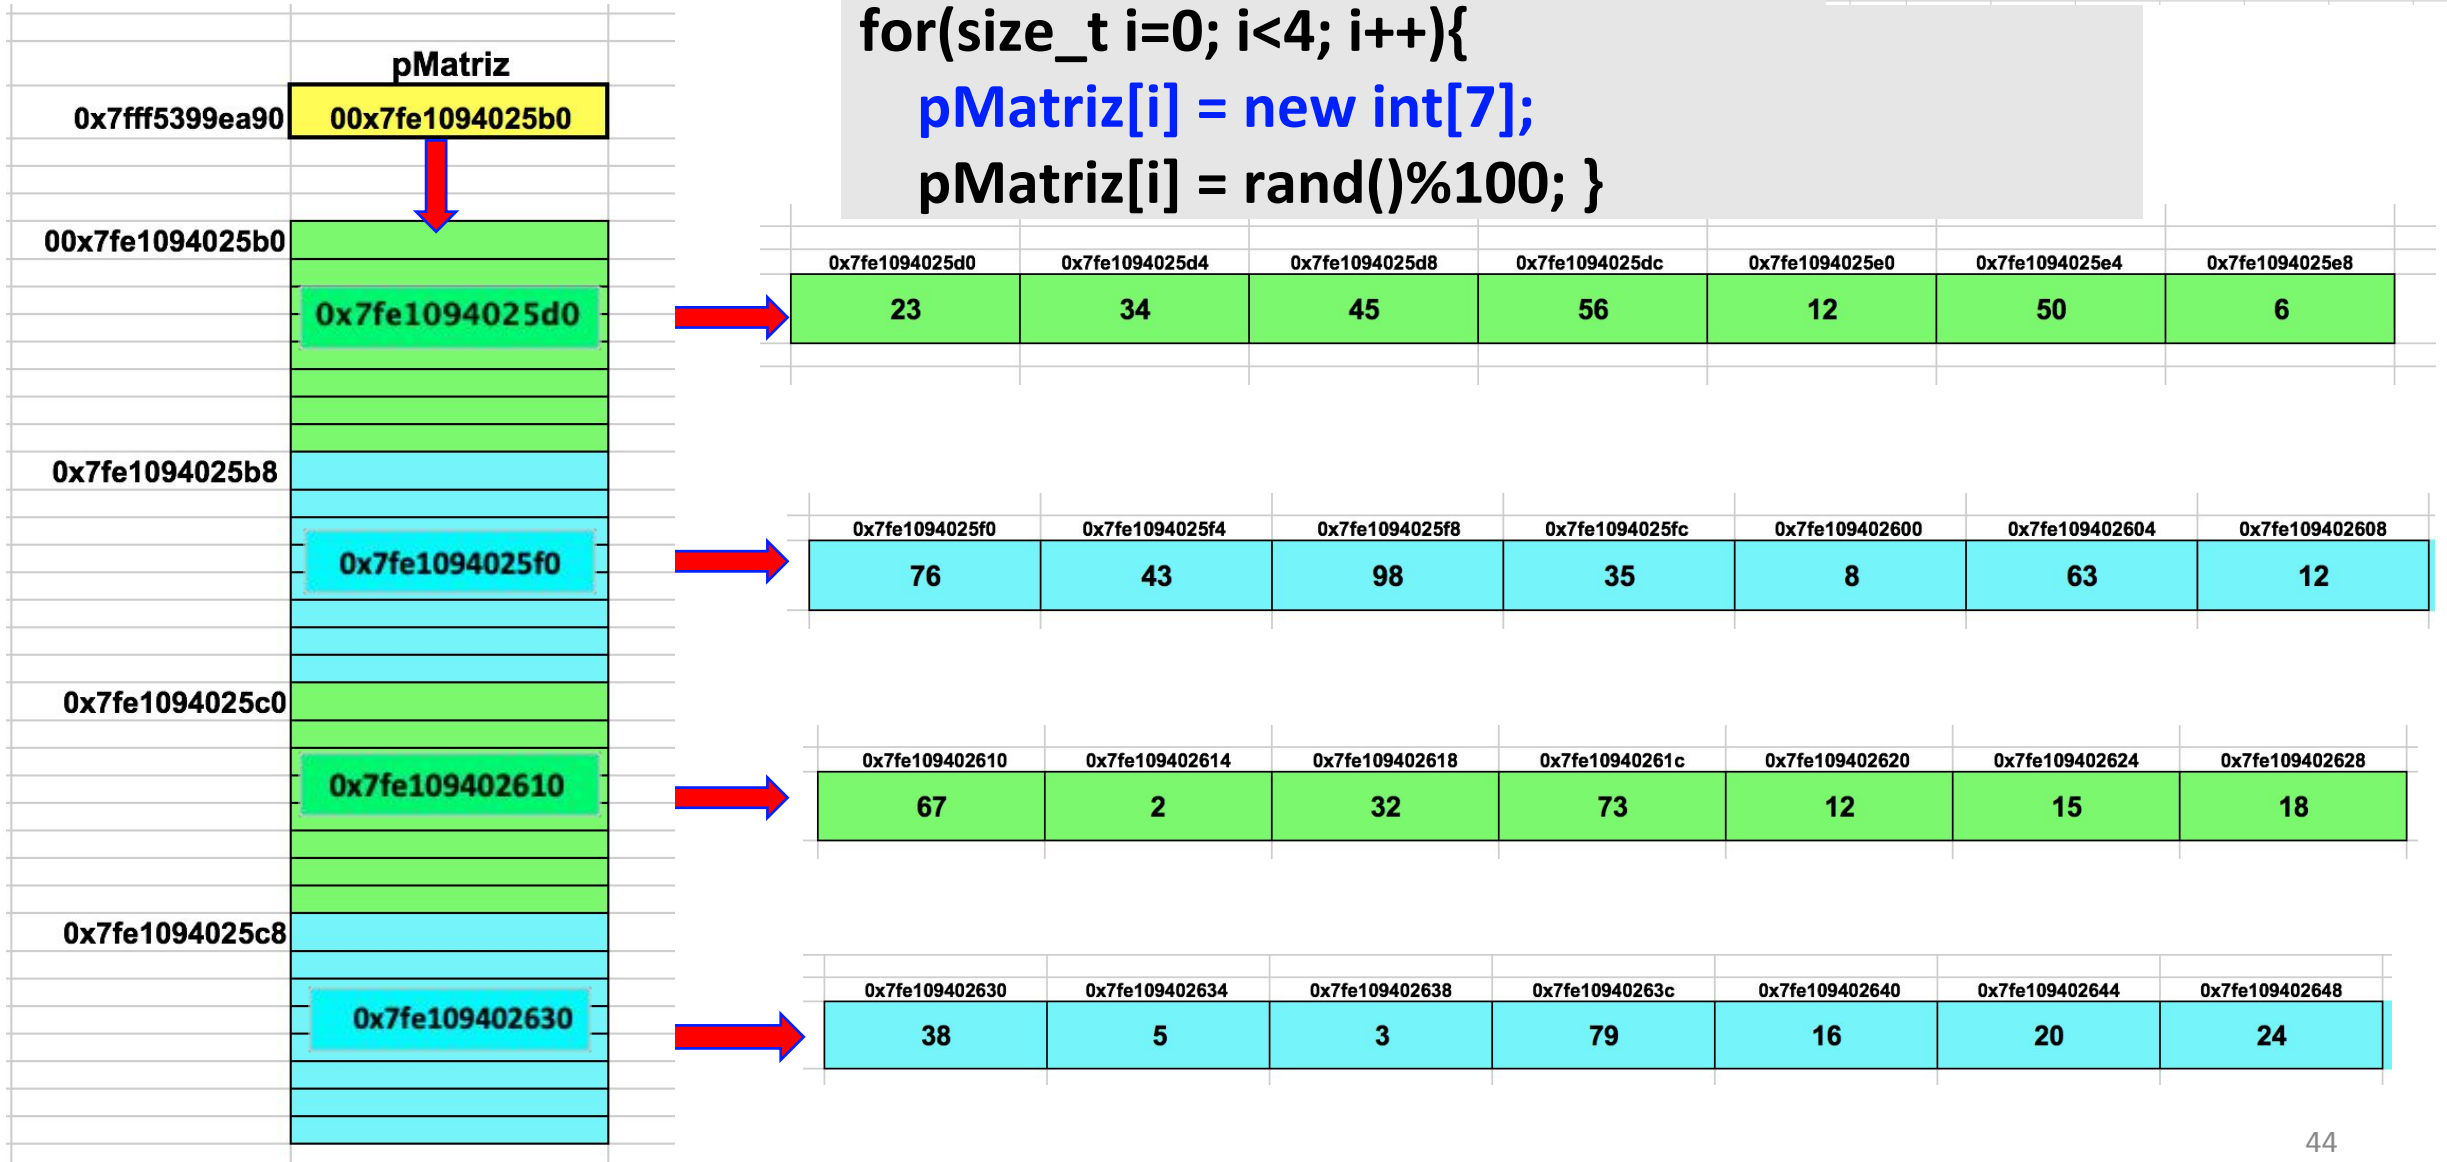 for(size_t i=0; i<4; i++){
pMatriz[i] = new int[7];
pMatriz[i] = rand()%100; }
pMatriz
0x7fff5399ea90 00x7fe1094025b0
00x7fe1094025b0
0x7fe1094025d0
0x7fe1094025d0 0x7fe1094025d4 0x7fe1094025d8 0x7fe1094025dc 0x7fe1094025e0 0x7fe1094025e4 0x7fe1094025e8
23 34 45 56 12 50 6
0x7fe1094025b8
0x7fe1094025f0
0x7fe1094025f0 0x7fe1094025f4 0x7fe1094025f8 0x7fe1094025fc 0x7fe109402600 0x7fe109402604 0x7fe109402608
76 43 98 35 8 63 12
0x7fe1094025c0
0x7fe109402610
0x7fe109402610 0x7fe109402614 0x7fe109402618 0x7fe10940261c 0x7fe109402620 0x7fe109402624 0x7fe109402628
67 2 32 73 12 15 18
0x7fe1094025c8
0x7fe109402630
0x7fe109402630 0x7fe109402634 0x7fe109402638 0x7fe10940263c 0x7fe109402640 0x7fe109402644 0x7fe109402648
38 5 3 79 16 20 24
44